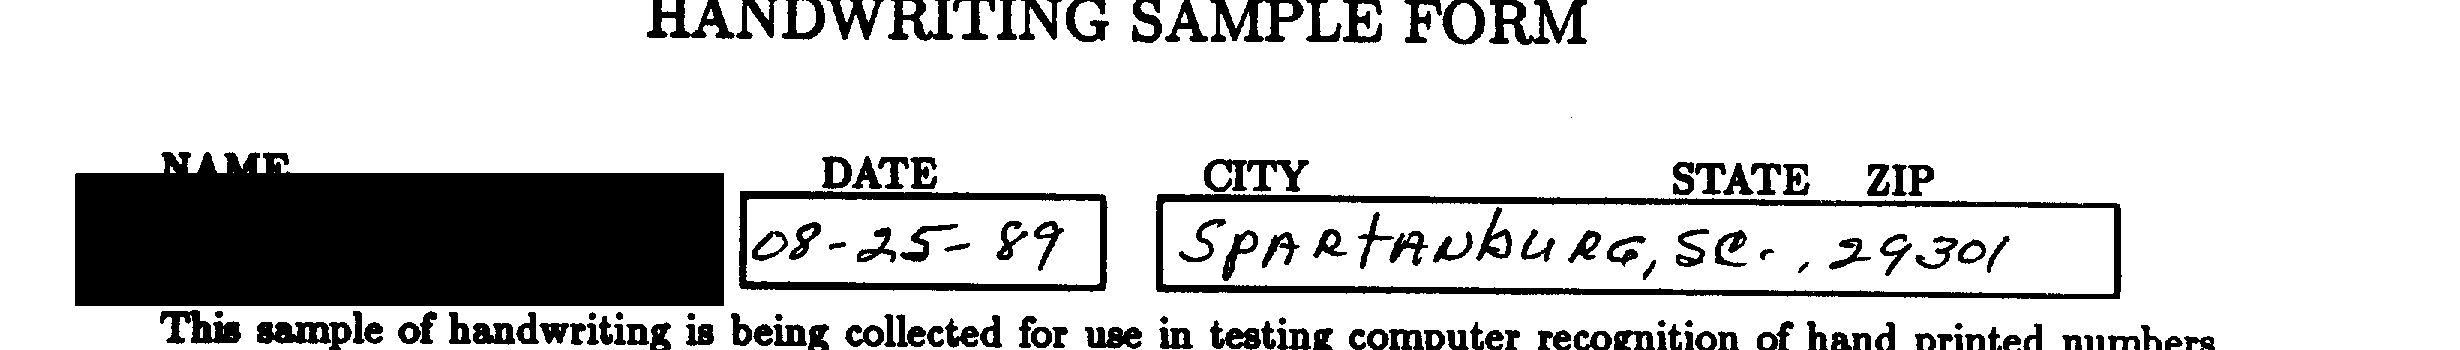 HANDWRITING SAMPLE FORM
NAME DATE CITY STATE ZIP
08-25-89 SPARtANbURG, SC. , 29301
This sample of handwriting is being collected for use in testing computer recognition of hand printed numbers